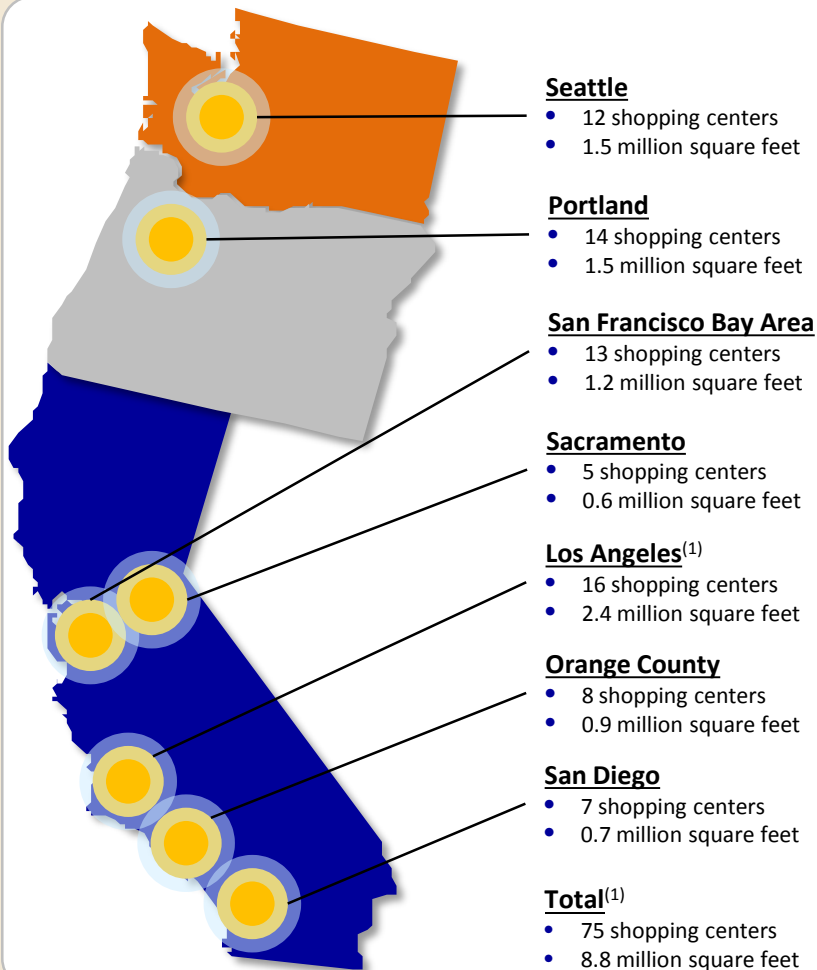 Seattle
• 12 shopping centers
• 1.5 million square feet
Portland
• 14 shopping centers
• 1.5 million square feet
San Francisco Bay Area
• 13 shopping centers
• 1.2 million square feet
Sacramento
• 5 shopping centers
• 0.6 million square feet
Los Angeles(1)
• 16 shopping centers
• 2.4 million square feet
Orange County
• 8 shopping centers
• 0.9 million square feet
San Diego
• 7 shopping centers
• 0.7 million square feet
Total(1)
• 75 shopping centers
• 8.8 million square feet